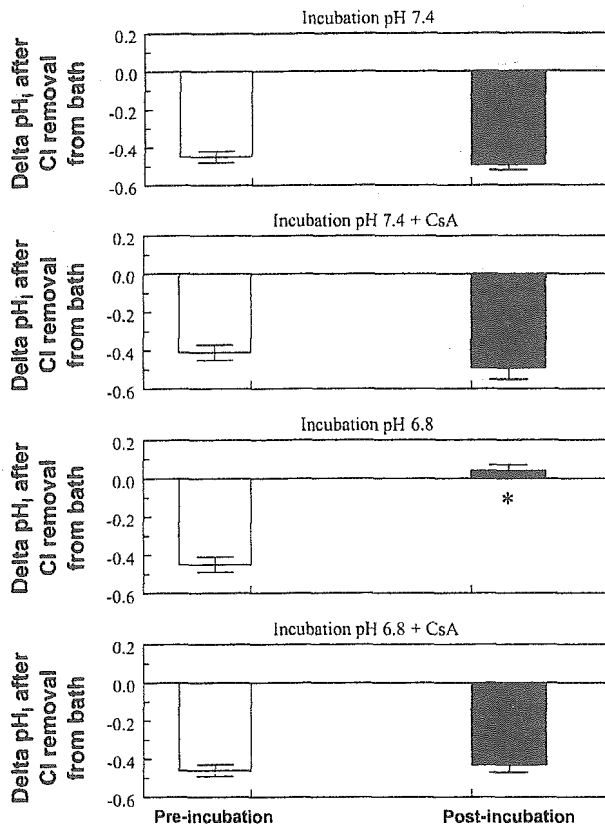 Incubation pH 7.4
Delta pHi after
Cl removal
from bath
0.2
0.0
-0.2
-0.4
-0.6
Incubation pH 7.4 + CsA
Delta pHi after
Cl removal
from bath
0.2
0.0
-0.2
-0.4
-0.6
Incubation pH 6.8
Delta pHi after
Cl removal
from bath
0.2
0.0
-0.2
-0.4
-0.6
*
Incubation pH 6.8 + CsA
Delta pHi after
Cl removal
from bath
0.2
0.0
-0.2
-0.4
-0.6
Pre-incubation
Post-incubation